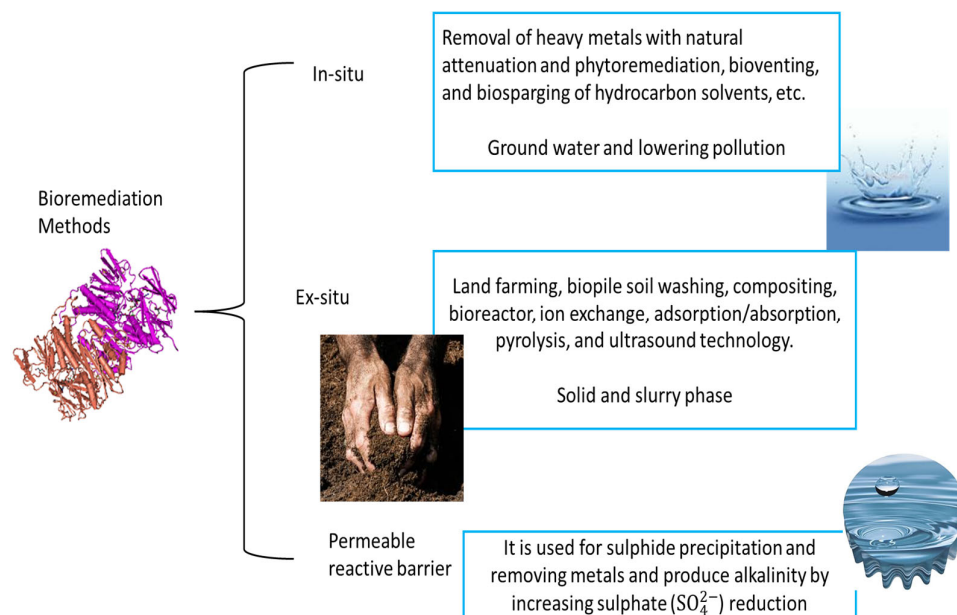 Bioremediation
Methods
In-situ
Removal of heavy metals with natural
attenuation and phytoremediation, bioventing,
and biosparging of hydrocarbon solvents, etc.
Ground water and lowering pollution
Ex-situ
Land farming, biopile soil washing, compositing,
bioreactor, ion exchange, adsorption/absorption,
pyrolysis, and ultrasound technology.
Solid and slurry phase
Permeable
reactive barrier
It is used for sulphide precipitation and
removing metals and produce alkalinity by
increasing sulphate (SO₄²⁻) reduction